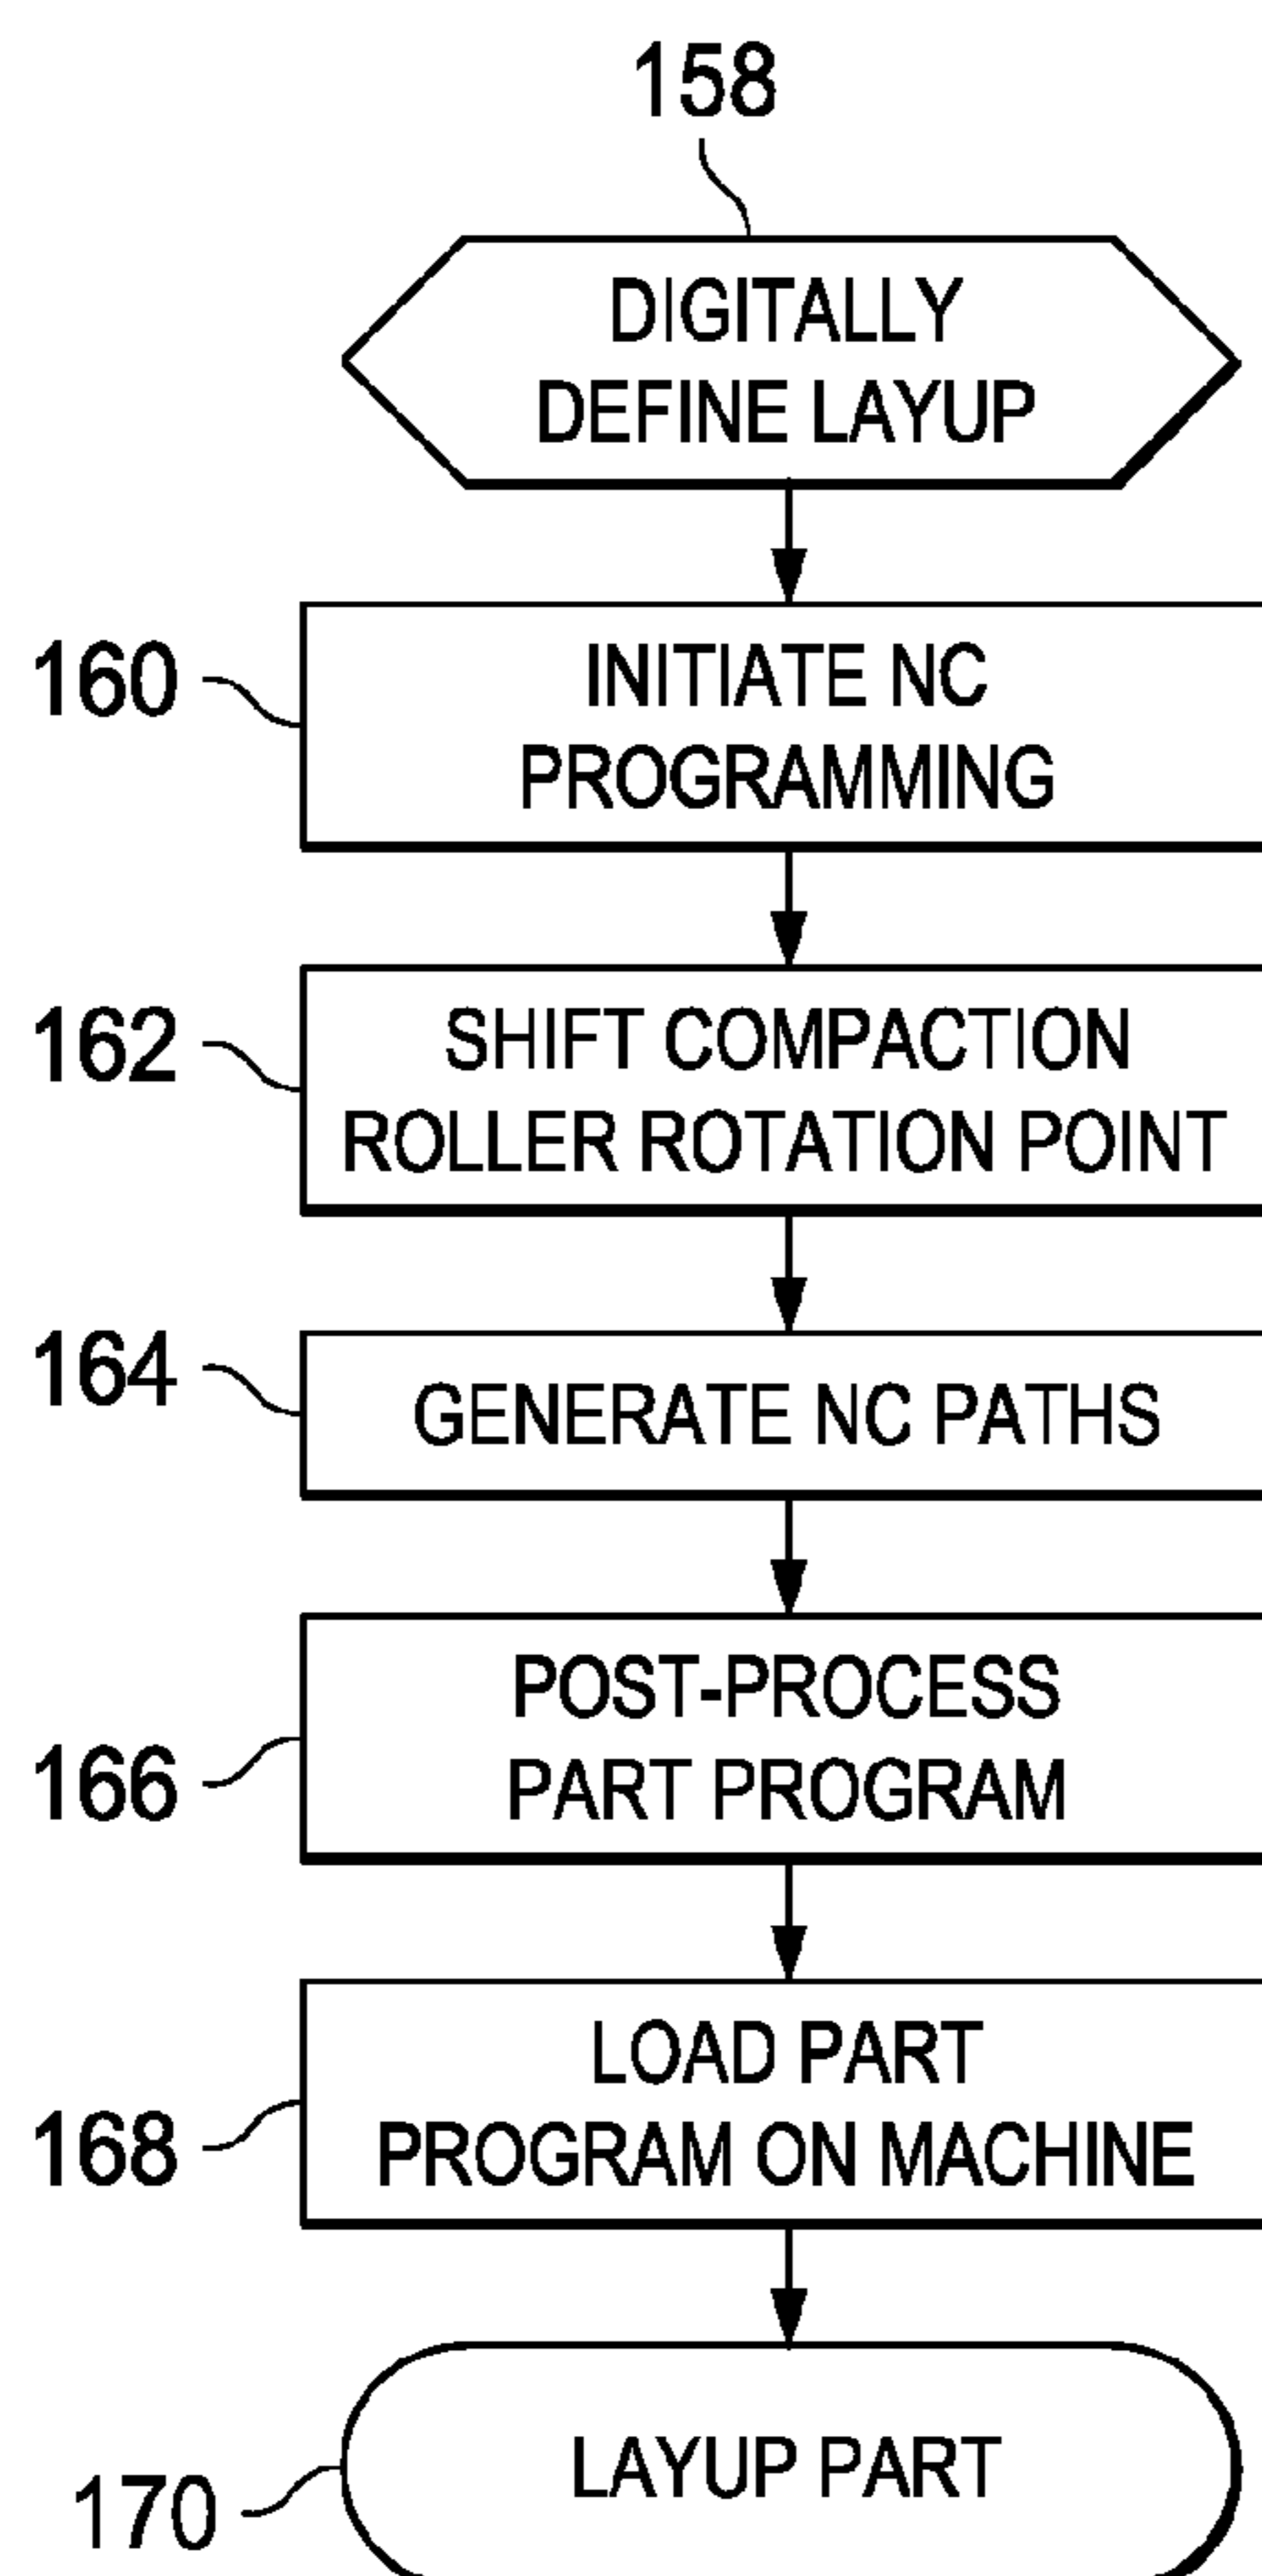 158
DIGITALLY
DEFINE LAYUP
160
INITIATE NC
PROGRAMMING
162
SHIFT COMPACTION
ROLLER ROTATION POINT
164
GENERATE NC PATHS
166
POST-PROCESS
PART PROGRAM
168
LOAD PART
PROGRAM ON MACHINE
170
LAYUP PART